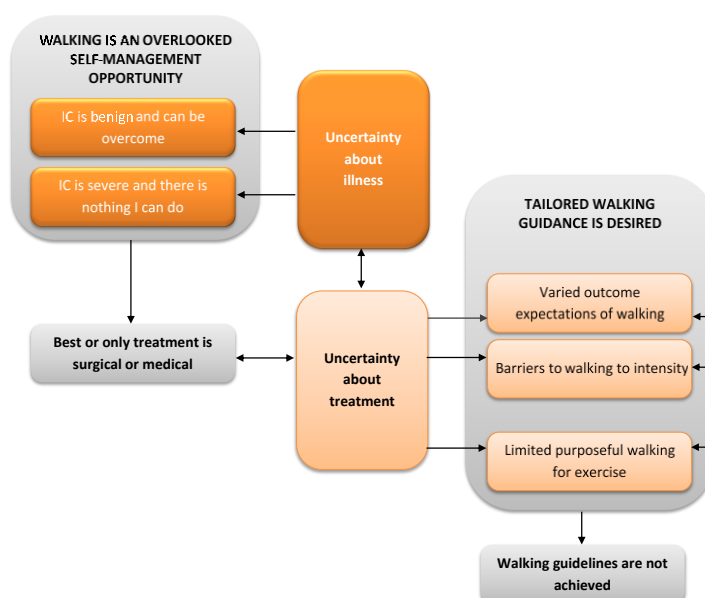 WALKING IS AN OVERLOOKED
SELF-MANAGEMENT
OPPORTUNITY
IC is benign and can be
overcome
IC is severe and there is
nothing I can do
Uncertainty
about
illness
TAILORED WALKING
GUIDANCE IS DESIRED
Varied outcome
expectations of walking
Best or only treatment is
surgical or medical
Uncertainty
about
treatment
Barriers to walking to intensity
Limited purposeful walking
for exercise
Walking guidelines are not
achieved